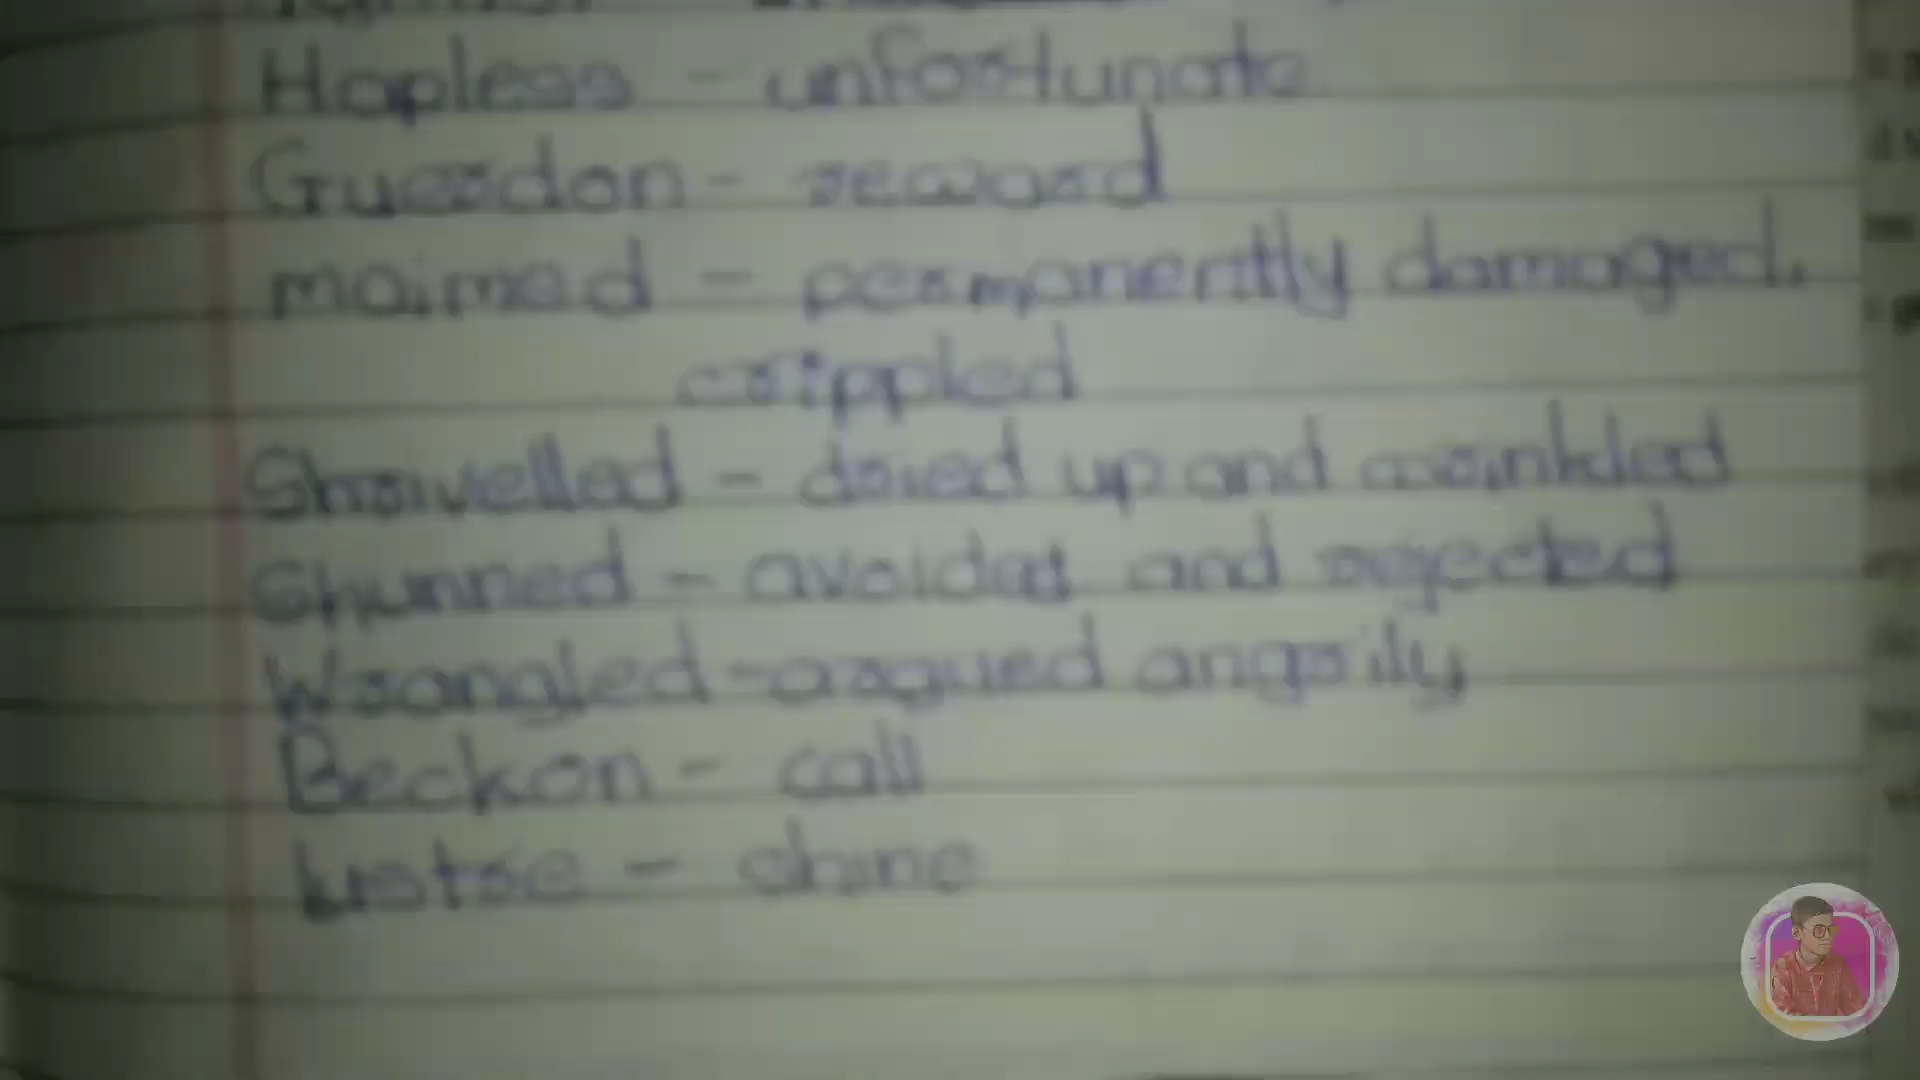 Hapless - unfortunate
Guerdon - reward
maimed - permanently damaged,
crippled
Shrivelled - dried up and wrinkled
Shunned - avoided and rejected
Wrangled - argued angrily
Beckon - call
Lustre - shine